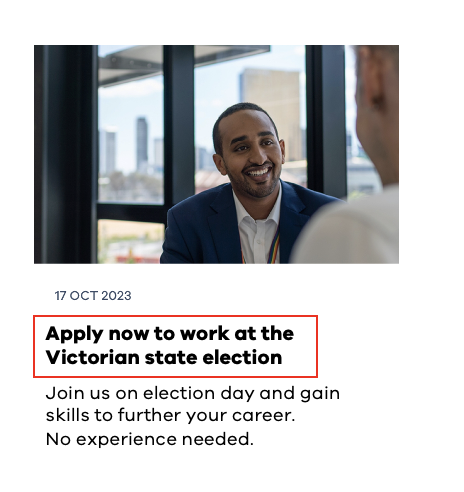 17 OCT 2023
Apply now to work at the
Victorian state election
Join us on election day and gain
skills to further your career.
No experience needed.